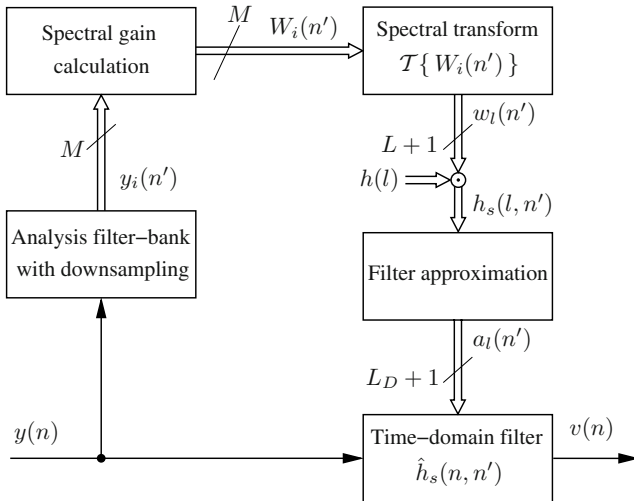 Spectral gain
calculation
M
W_i(n′)
Spectral transform
𝒯{ W_i(n′) }
w_l(n′)
L + 1
M
y_i(n′)
h(l)
h_s(l, n′)
Analysis filter−bank
with downsampling
Filter approximation
a_l(n′)
L_D + 1
y(n)
Time−domain filter
ĥ_s(n, n′)
v(n)